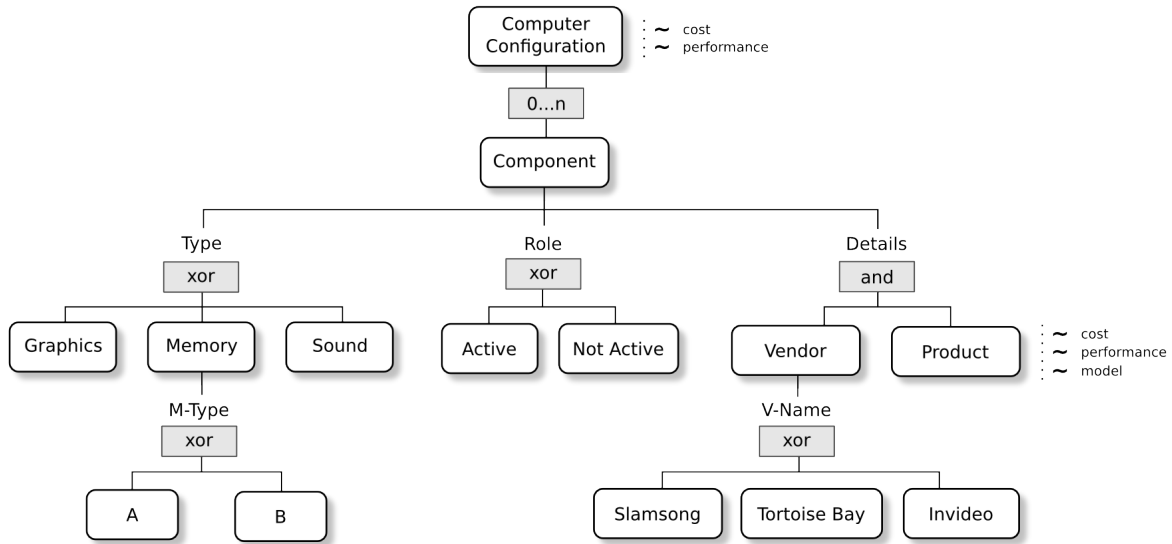 Computer
Configuration
~ cost
~ performance
0...n
Component
Type
Role
Details
xor
xor
and
Graphics
Memory
Sound
Active
Not Active
Vendor
Product
~ cost
~ performance
~ model
M-Type
V-Name
xor
xor
A
B
Slamsong
Tortoise Bay
Invideo